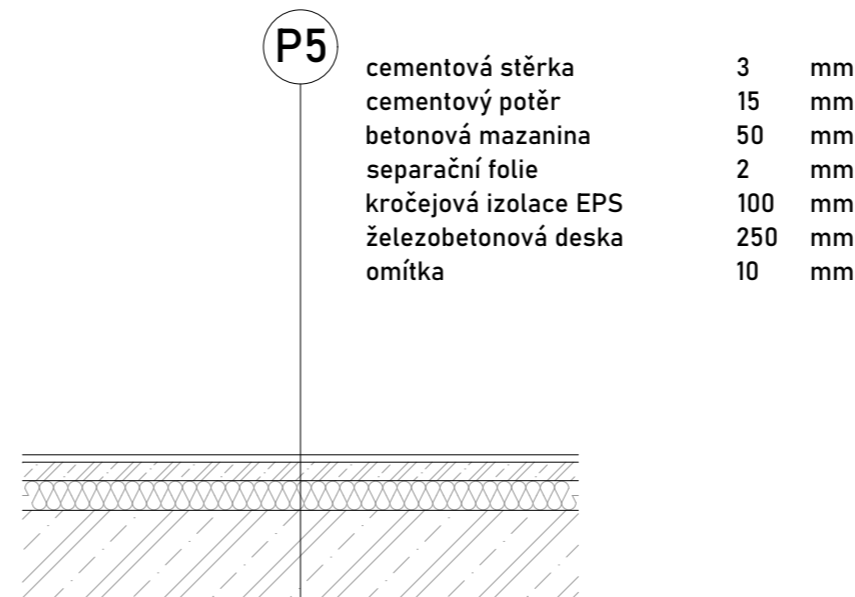 P5
cementová stěrka 3 mm
cementový potěr 15 mm
betonová mazanina 50 mm
separační folie 2 mm
kročejová izolace EPS 100 mm
železobetonová deska 250 mm
omítka 10 mm